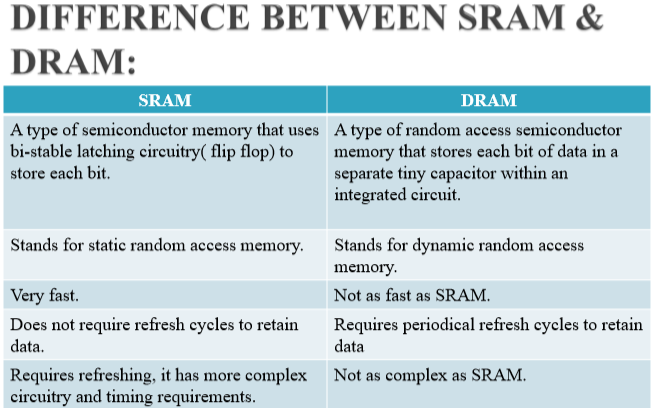 DIFFERENCE BETWEEN SRAM &
DRAM:
SRAM
DRAM
A type of semiconductor memory that uses
bi-stable latching circuitry( flip flop) to
store each bit.
A type of random access semiconductor
memory that stores each bit of data in a
separate tiny capacitor within an
integrated circuit.
Stands for static random access memory.
Stands for dynamic random access
memory.
Very fast.
Not as fast as SRAM.
Does not require refresh cycles to retain
data.
Requires periodical refresh cycles to retain
data
Requires refreshing, it has more complex
circuitry and timing requirements.
Not as complex as SRAM.